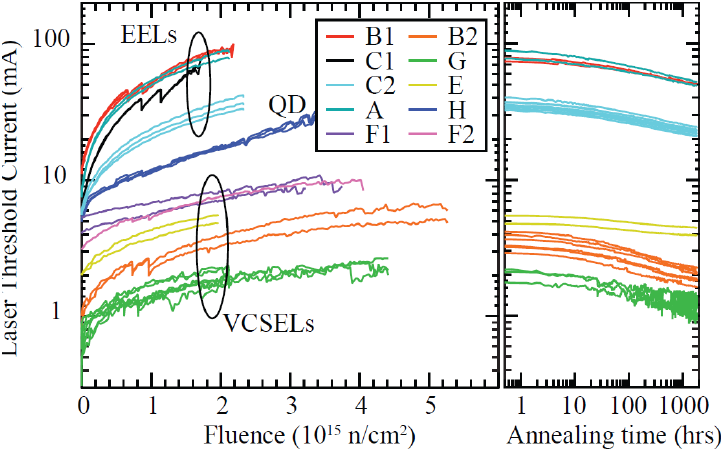 Laser Threshold Current (mA)
100
10
1
EELs
QD
VCSELs
B1 B2
C1 G
C2 E
A H
F1 F2
0 1 2 3 4 5
Fluence (10¹⁵ n/cm²)
1 10 100 1000
Annealing time (hrs)